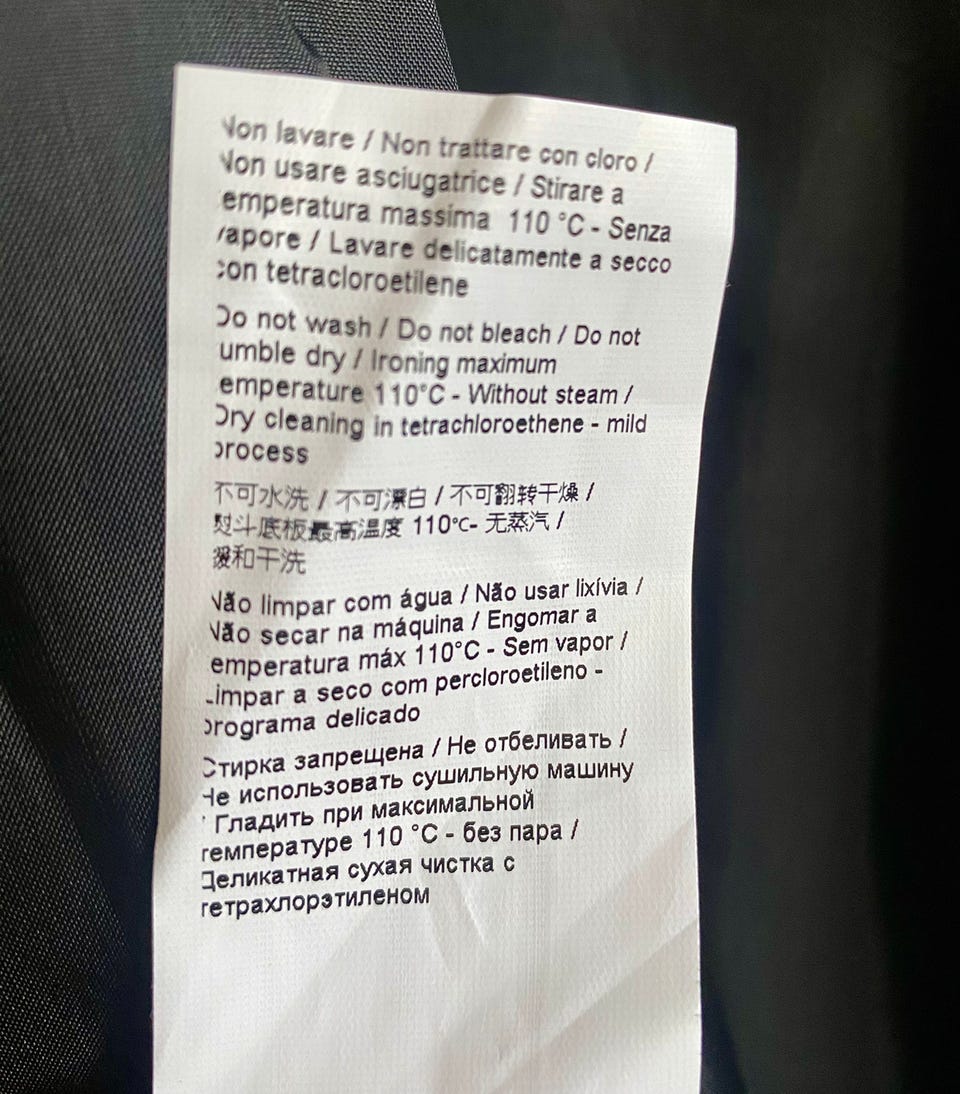 Non lavare / Non trattare con cloro /
Non usare asciugatrice / Stirare a
emperatura massima 110 °C - Senza
vapore / Lavare delicatamente a secco
con tetracloroetilene
Do not wash / Do not bleach / Do not
umble dry / Ironing maximum
emperature 110°C - Without steam /
Dry cleaning in tetrachloroethene - mild
process
不可水洗 / 不可漂白 / 不可翻转干燥 /
熨斗底板最高温度 110℃- 无蒸汽 /
缓和干洗
Não limpar com água / Não usar lixívia /
Não secar na máquina / Engomar a
emperatura máx 110°C - Sem vapor /
Limpar a seco com percloroetileno -
programa delicado
Стирка запрещена / Не отбеливать /
Не использовать сушильную машину
/ Гладить при максимальной
температуре 110 °C - без пара /
Деликатная сухая чистка с
тетрахлорэтиленом